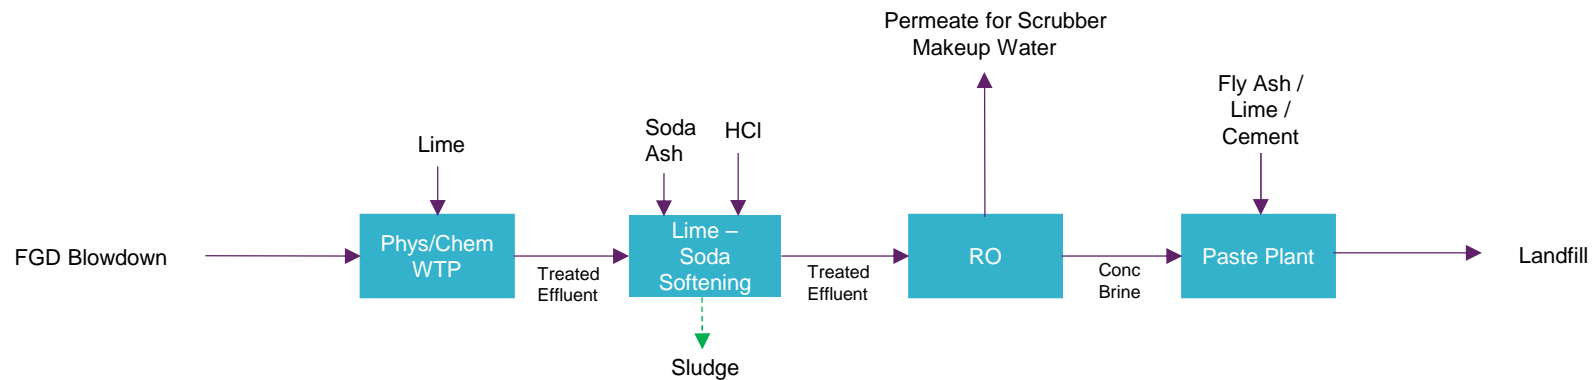 Permeate for Scrubber
Makeup Water
Fly Ash /
Lime /
Cement
Soda
Ash
HCl
Lime
FGD Blowdown
Phys/Chem
WTP
Treated
Effluent
Lime –
Soda
Softening
Treated
Effluent
RO
Conc
Brine
Paste Plant
Landfill
Sludge